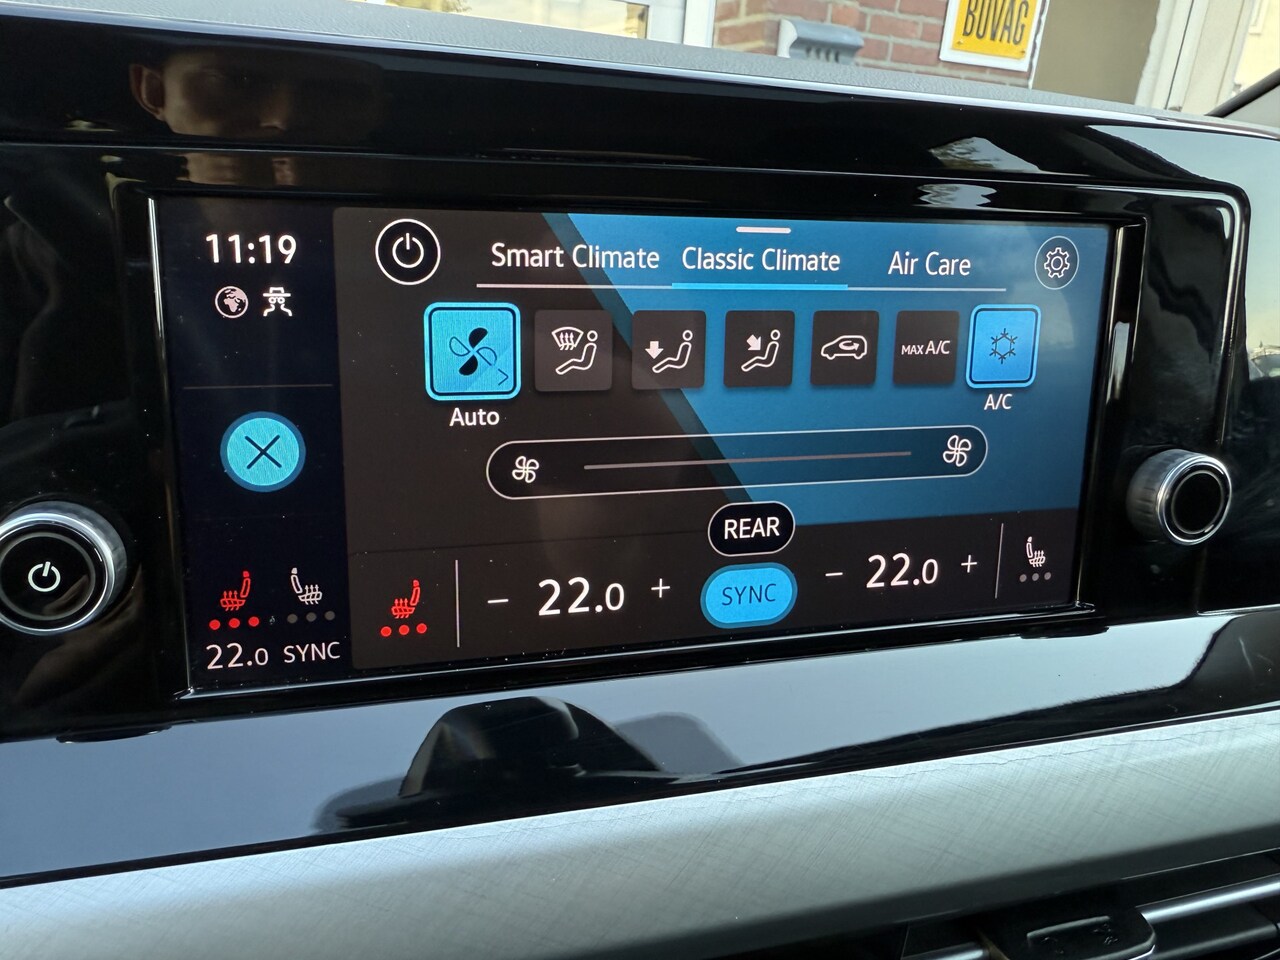 BOVAG
11:19
Smart Climate
Classic Climate
Air Care
MAX A/C
Auto
A/C
REAR
− 22.0 +
SYNC
− 22.0 +
22.0 SYNC